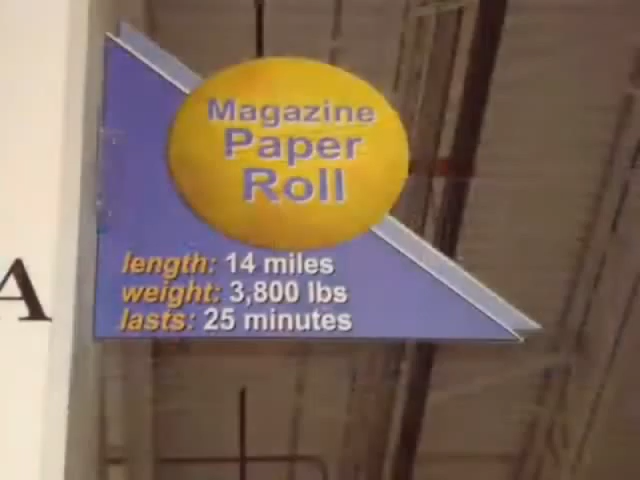 Magazine
Paper
Roll
length: 14 miles
weight: 3,800 lbs
lasts: 25 minutes
A